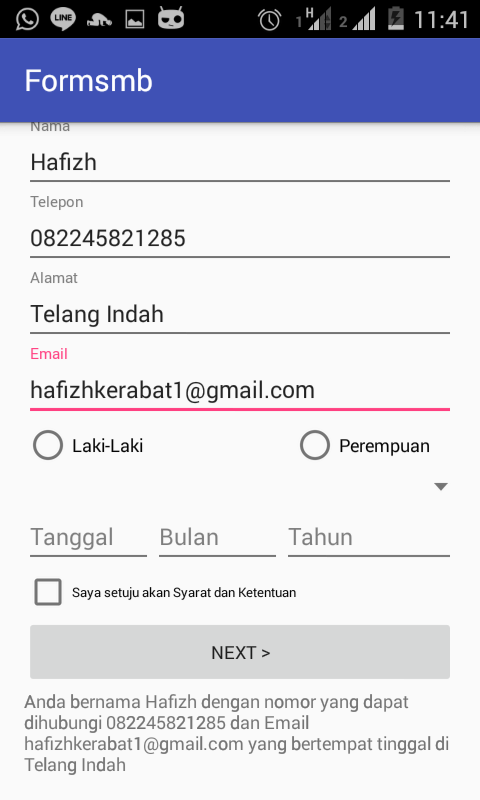 LINE
1 H 2 11:41
Formsmb
Nama
Hafizh
Telepon
082245821285
Alamat
Telang Indah
Email
hafizhkerabat1@gmail.com
Laki-Laki Perempuan
Tanggal Bulan Tahun
Saya setuju akan Syarat dan Ketentuan
NEXT >
Anda bernama Hafizh dengan nomor yang dapat
dihubungi 082245821285 dan Email
hafizhkerabat1@gmail.com yang bertempat tinggal di
Telang Indah